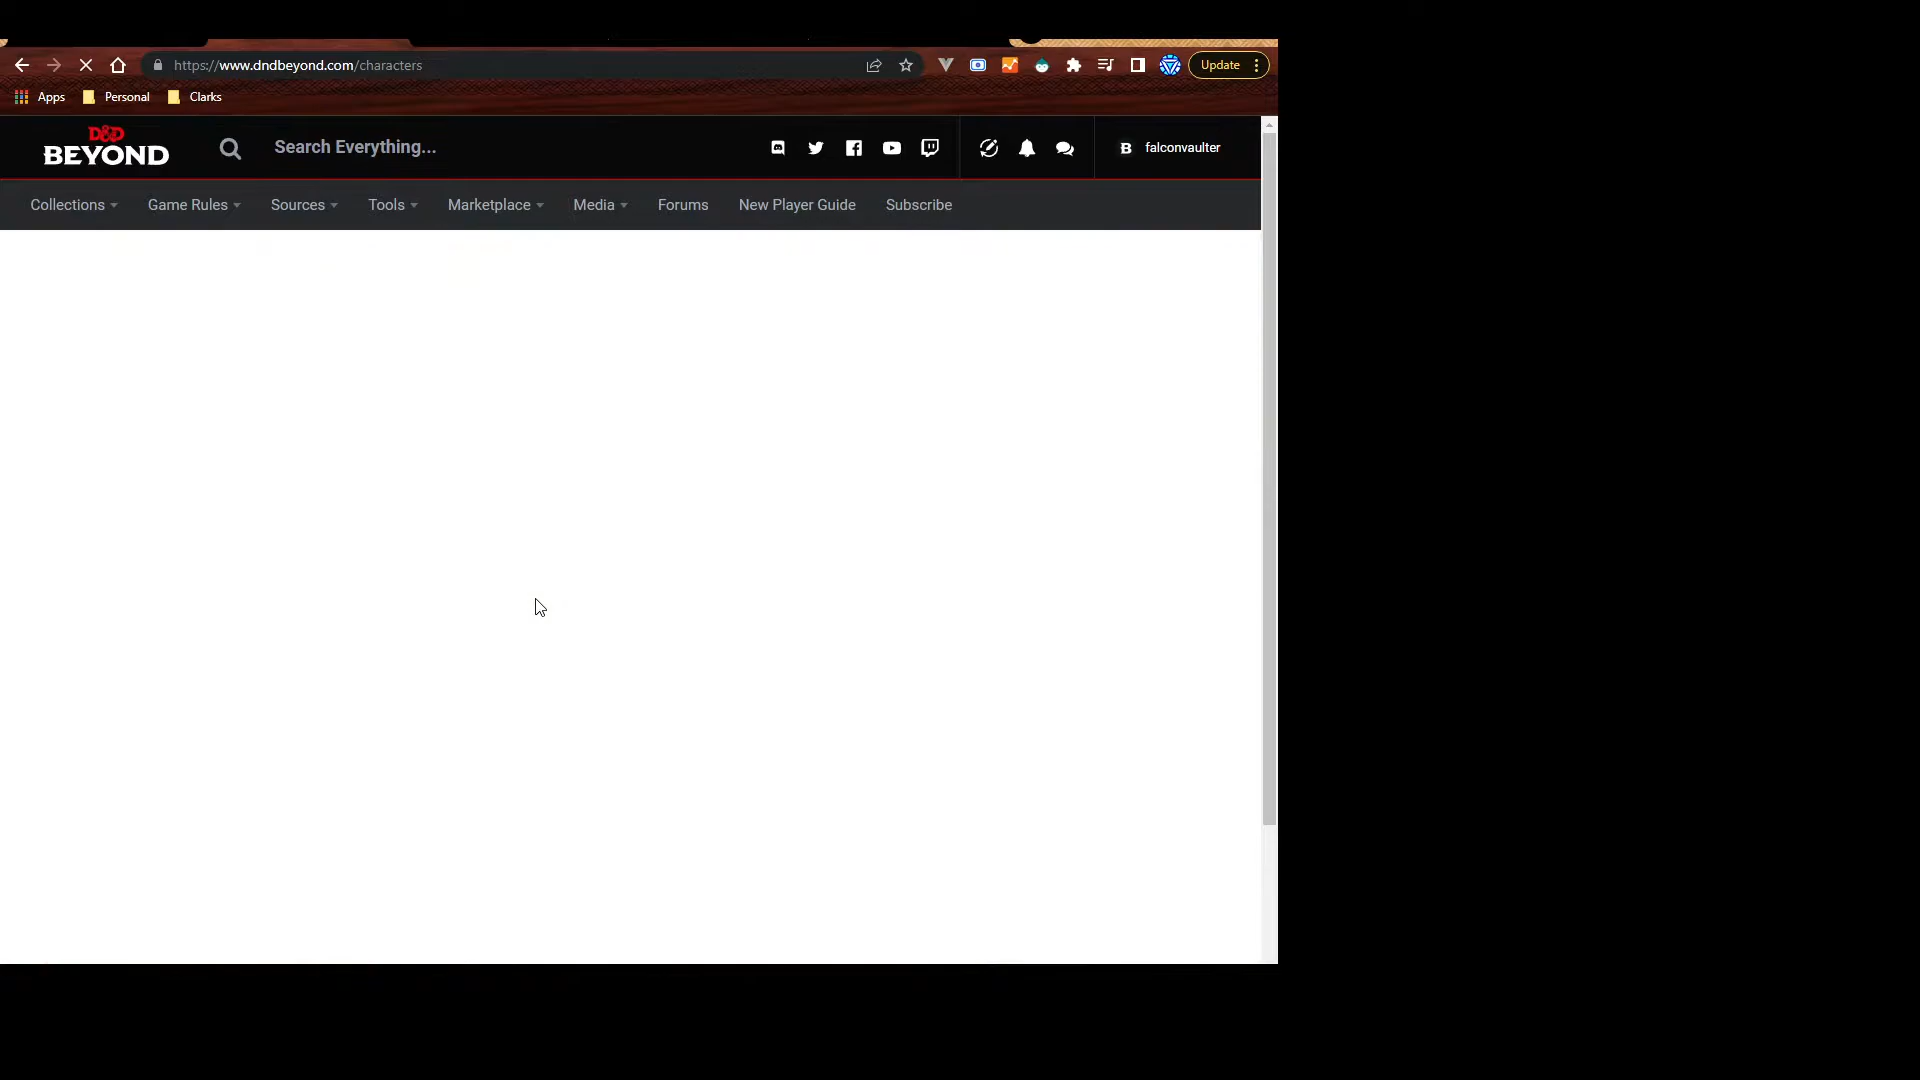 https://www.dndbeyond.com/characters
Update
Apps
Personal
Clarks
D&D
BEYOND
Search Everything...
B falconvaulter
Collections
Game Rules
Sources
Tools
Marketplace
Media
Forums
New Player Guide
Subscribe